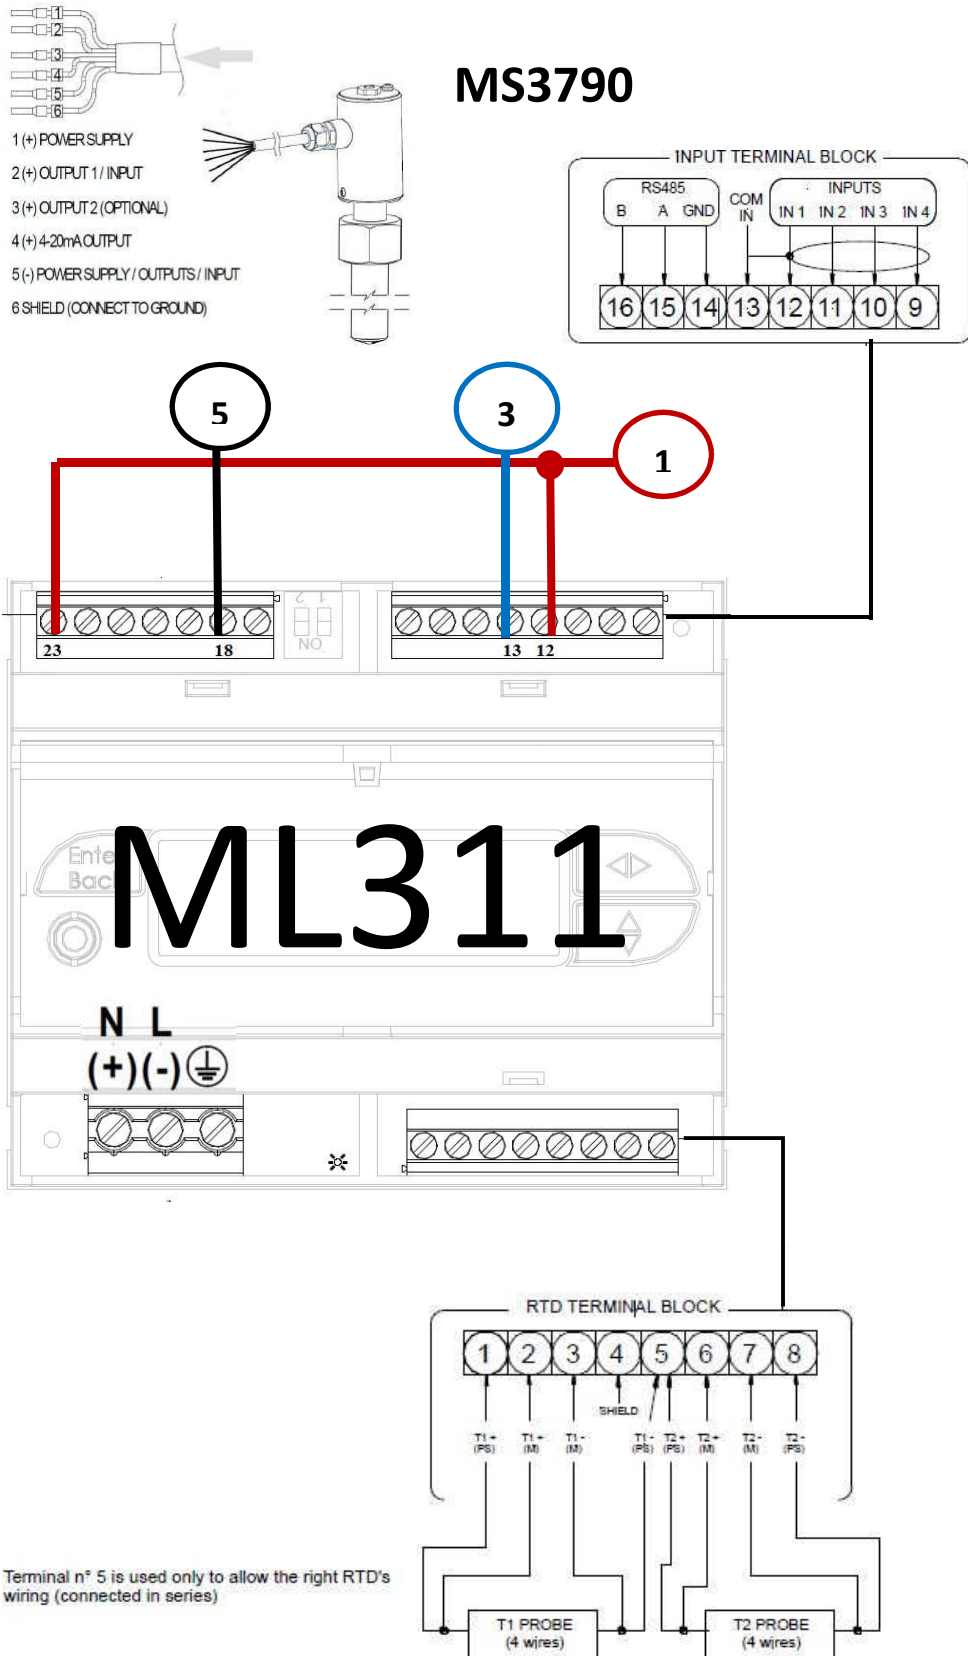 1
2
3
4
5
6
MS3790
1 (+) POWER SUPPLY
2 (+) OUTPUT 1 / INPUT
3 (+) OUTPUT 2 (OPTIONAL)
4 (+) 4-20mA OUTPUT
5 (-) POWER SUPPLY / OUTPUTS / INPUT
6 SHIELD (CONNECT TO GROUND)
INPUT TERMINAL BLOCK
RS485 COM IN INPUTS
B A GND IN 1 IN 2 IN 3 IN 4
16 15 14 13 12 11 10 9
5 3 1
2 1
ON
23 18 13 12
Enter
Back
ML311
N L
(+) (-)
RTD TERMINAL BLOCK
1 2 3 4 5 6 7 8
SHIELD
T1 + T1 + T1 - T1 - T2 + T2 + T2 - T2 -
(PS) (M) (M) (PS) (PS) (M) (M) (PS)
Terminal n° 5 is used only to allow the right RTD's
wiring (connected in series)
T1 PROBE T2 PROBE
(4 wires) (4 wires)